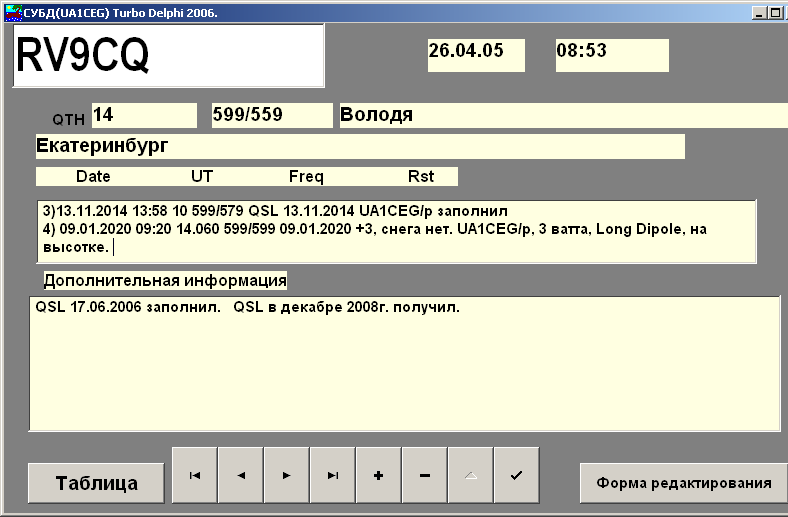 СУБД(UA1CEG) Turbo Delphi 2006.
RV9CQ
26.04.05 08:53
QTH 14 599/559 Володя
Екатеринбург
Date UT Freq Rst
3)13.11.2014 13:58 10 599/579 QSL 13.11.2014 UA1CEG/p заполнил
4) 09.01.2020 09:20 14.060 599/599 09.01.2020 +3, снега нет. UA1CEG/p, 3 ватта, Long Dipole, на
высотке.
Дополнительная информация
QSL 17.06.2006 заполнил. QSL в декабре 2008г. получил.
Таблица
Форма редактирования